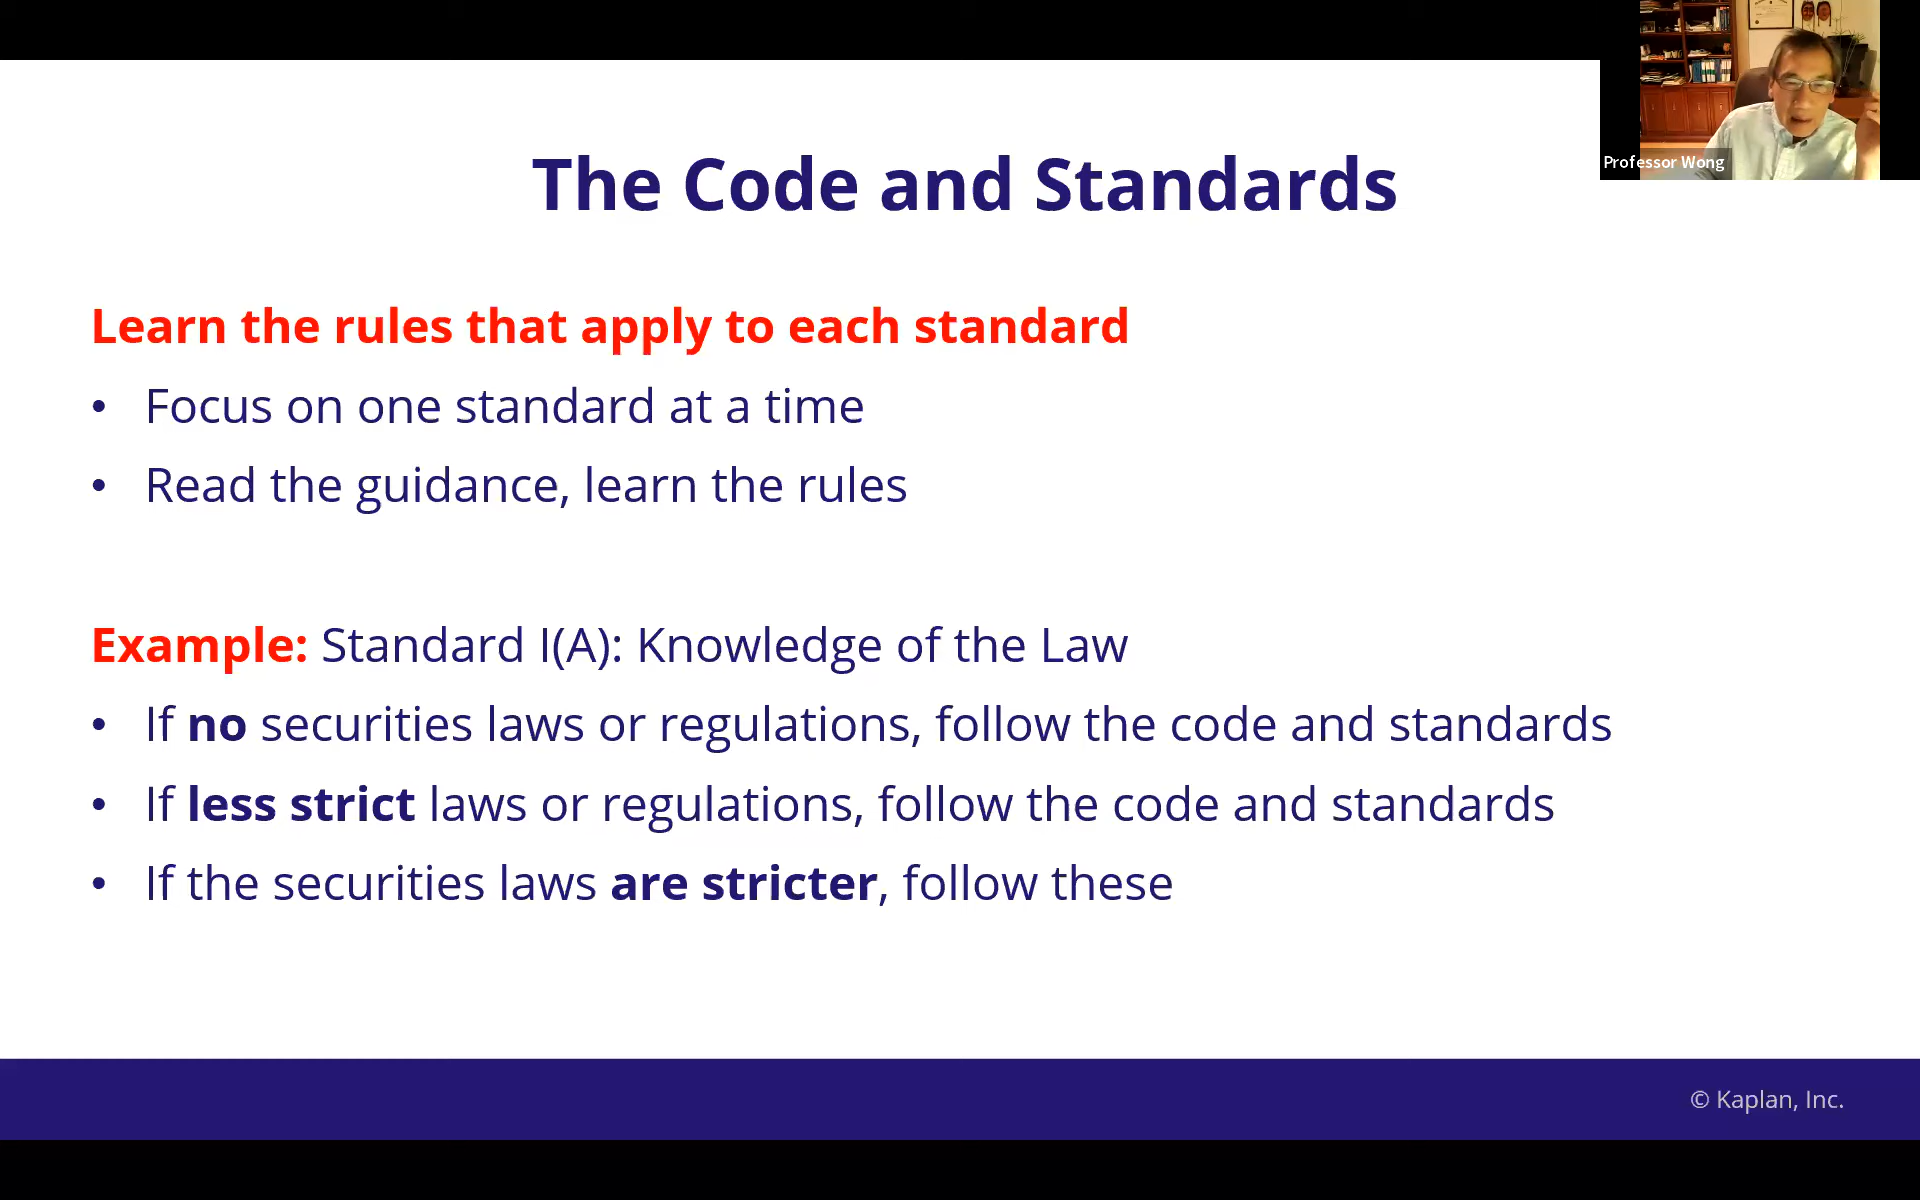 Professor Wong
The Code and Standards
Learn the rules that apply to each standard
• Focus on one standard at a time
• Read the guidance, learn the rules
Example: Standard I(A): Knowledge of the Law
• If no securities laws or regulations, follow the code and standards
• If less strict laws or regulations, follow the code and standards
• If the securities laws are stricter, follow these
© Kaplan, Inc.